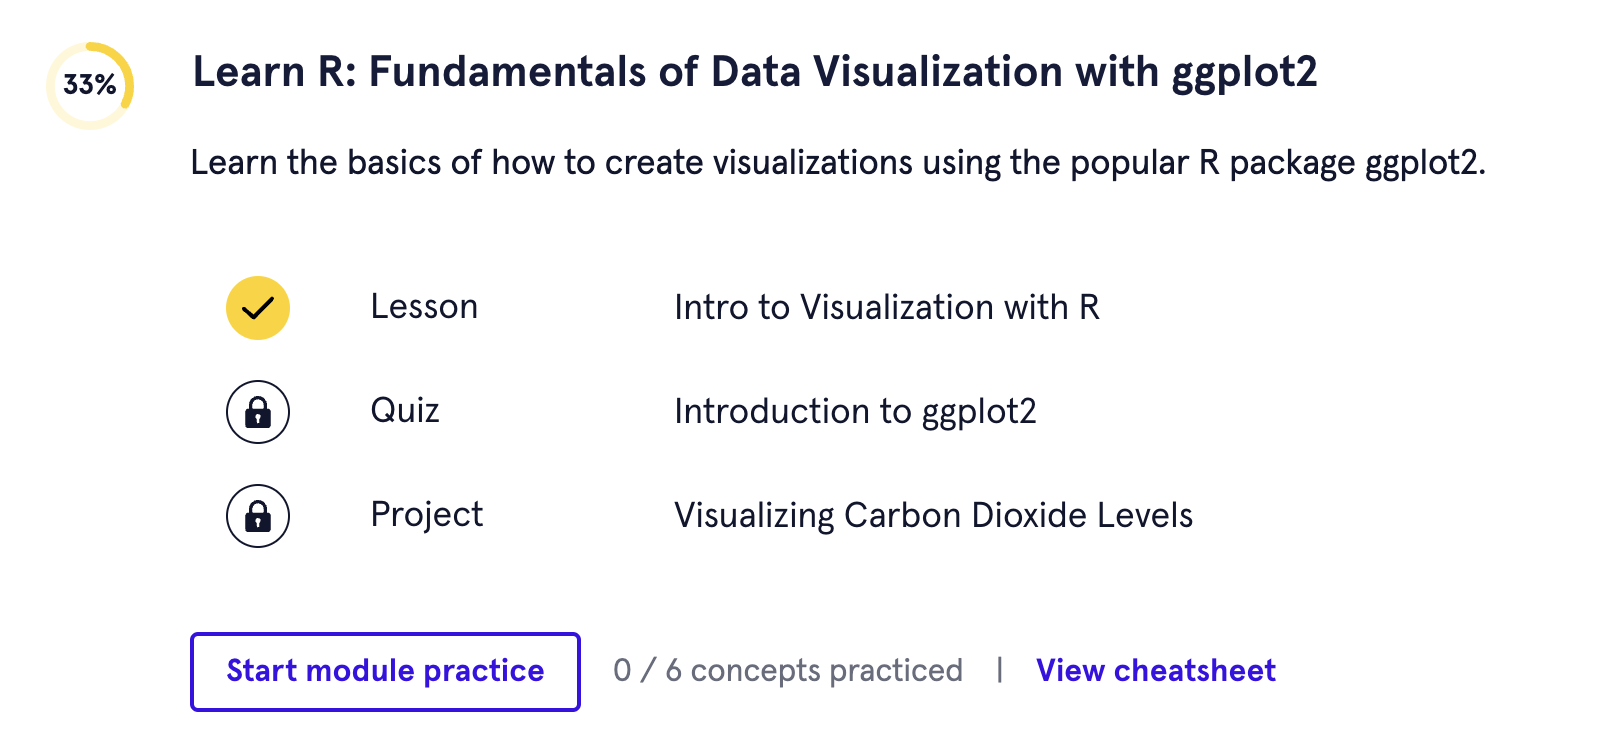 33%
Learn R: Fundamentals of Data Visualization with ggplot2
Learn the basics of how to create visualizations using the popular R package ggplot2.
Lesson Intro to Visualization with R
Quiz Introduction to ggplot2
Project Visualizing Carbon Dioxide Levels
Start module practice 0 / 6 concepts practiced | View cheatsheet